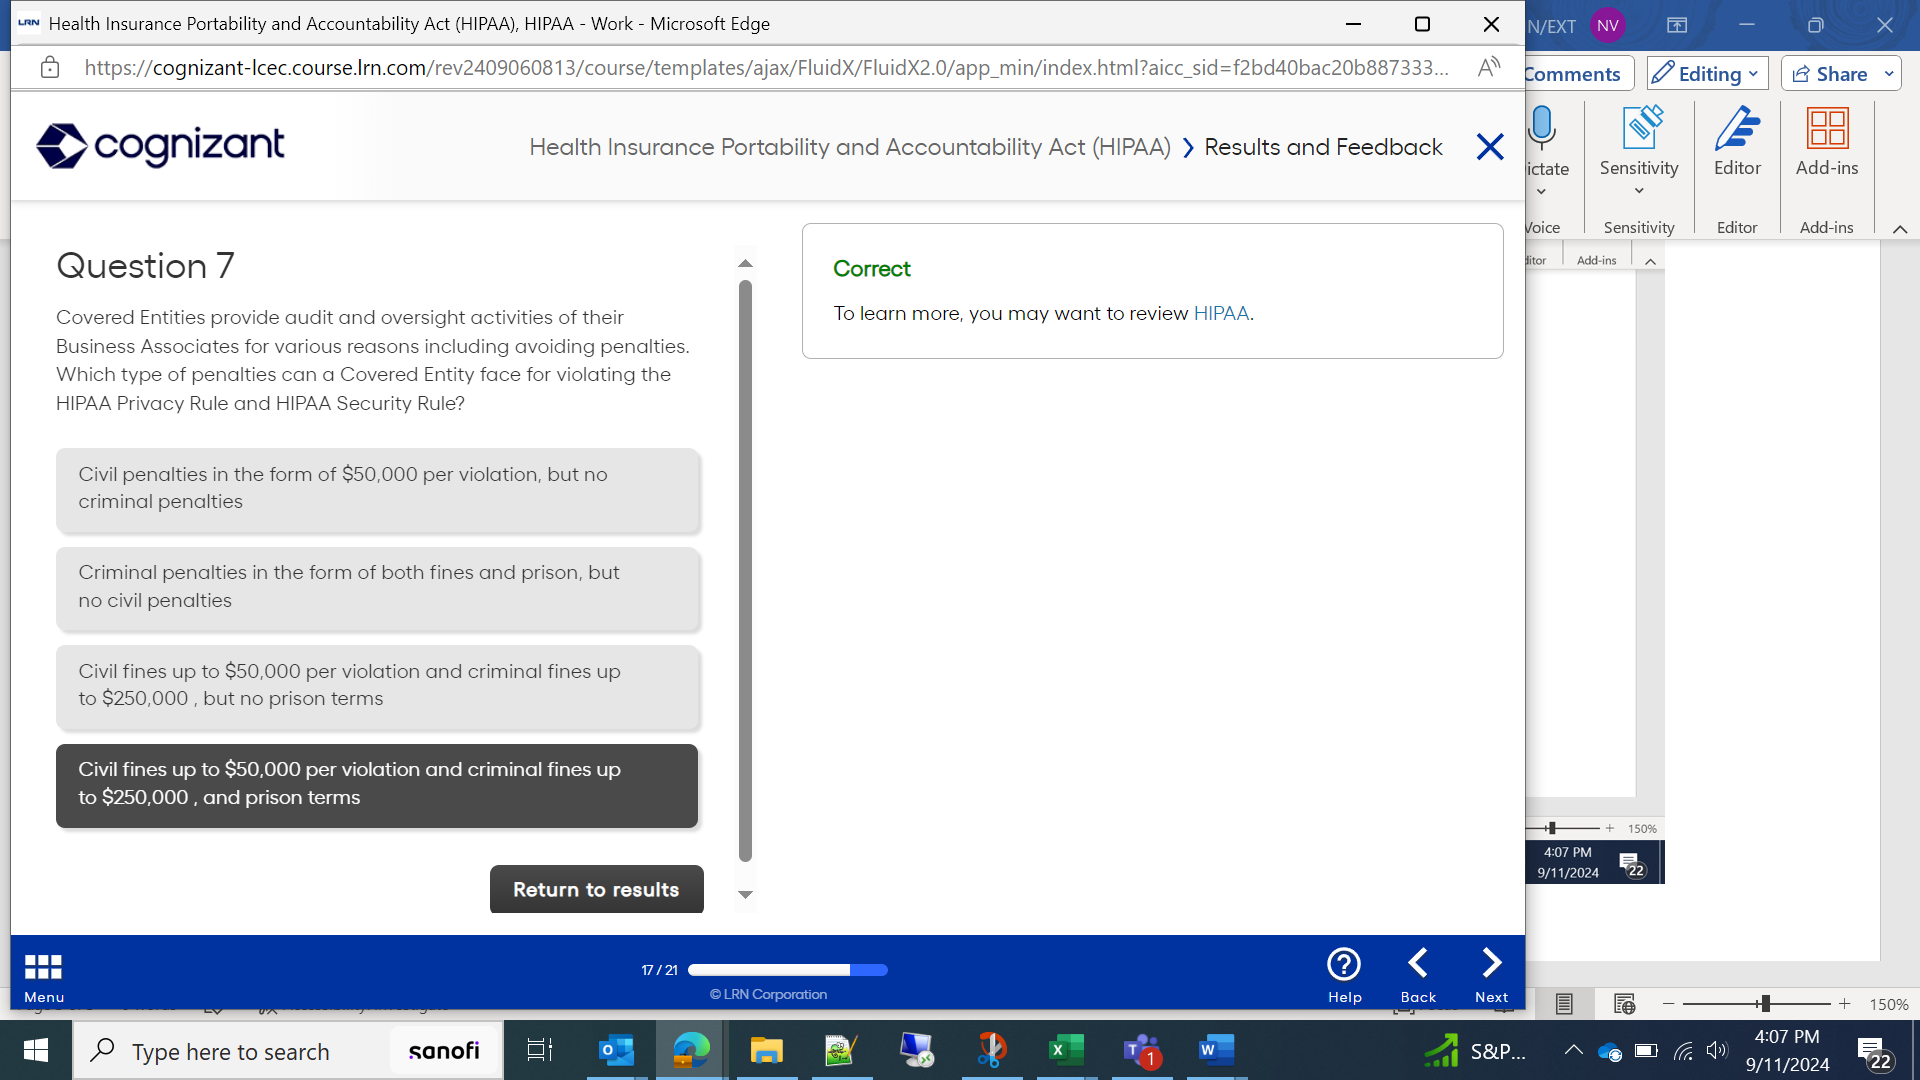 LRN Health Insurance Portability and Accountability Act (HIPAA), HIPAA - Work - Microsoft Edge
N/EXT NV
https://cognizant-lcec.course.lrn.com/rev2409060813/course/templates/ajax/FluidX/FluidX2.0/app_min/index.html?aicc_sid=f2bd40bac20b887333...
Comments Editing Share
cognizant
Health Insurance Portability and Accountability Act (HIPAA) Results and Feedback
ictate Sensitivity Editor Add-ins
Voice Sensitivity Editor Add-ins
ditor Add-ins
Question 7
Covered Entities provide audit and oversight activities of their
Business Associates for various reasons including avoiding penalties.
Which type of penalties can a Covered Entity face for violating the
HIPAA Privacy Rule and HIPAA Security Rule?
Civil penalties in the form of $50,000 per violation, but no
criminal penalties
Criminal penalties in the form of both fines and prison, but
no civil penalties
Civil fines up to $50,000 per violation and criminal fines up
to $250,000 , but no prison terms
Civil fines up to $50,000 per violation and criminal fines up
to $250,000 , and prison terms
Return to results
Correct
To learn more, you may want to review HIPAA.
150%
4:07 PM
9/11/2024 22
17 / 21
© LRN Corporation
Menu
Help Back Next
150%
Type here to search sanofi
1
S&P...
4:07 PM
9/11/2024
22